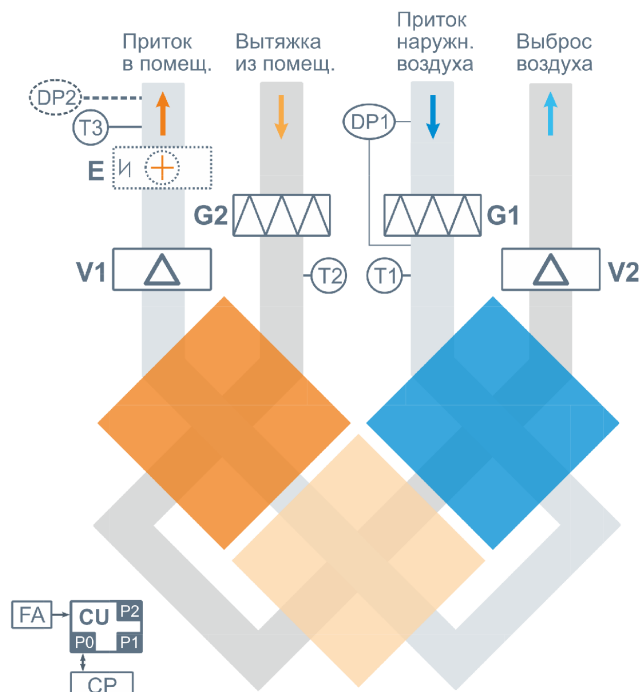 Приток
в помещ.
Вытяжка
из помещ.
Приток
наружн.
воздуха
Выброс
воздуха
DP2
T3
DP1
E
И
G2
G1
V1
T2
T1
V2
FA
CU
P2
P0
P1
CP